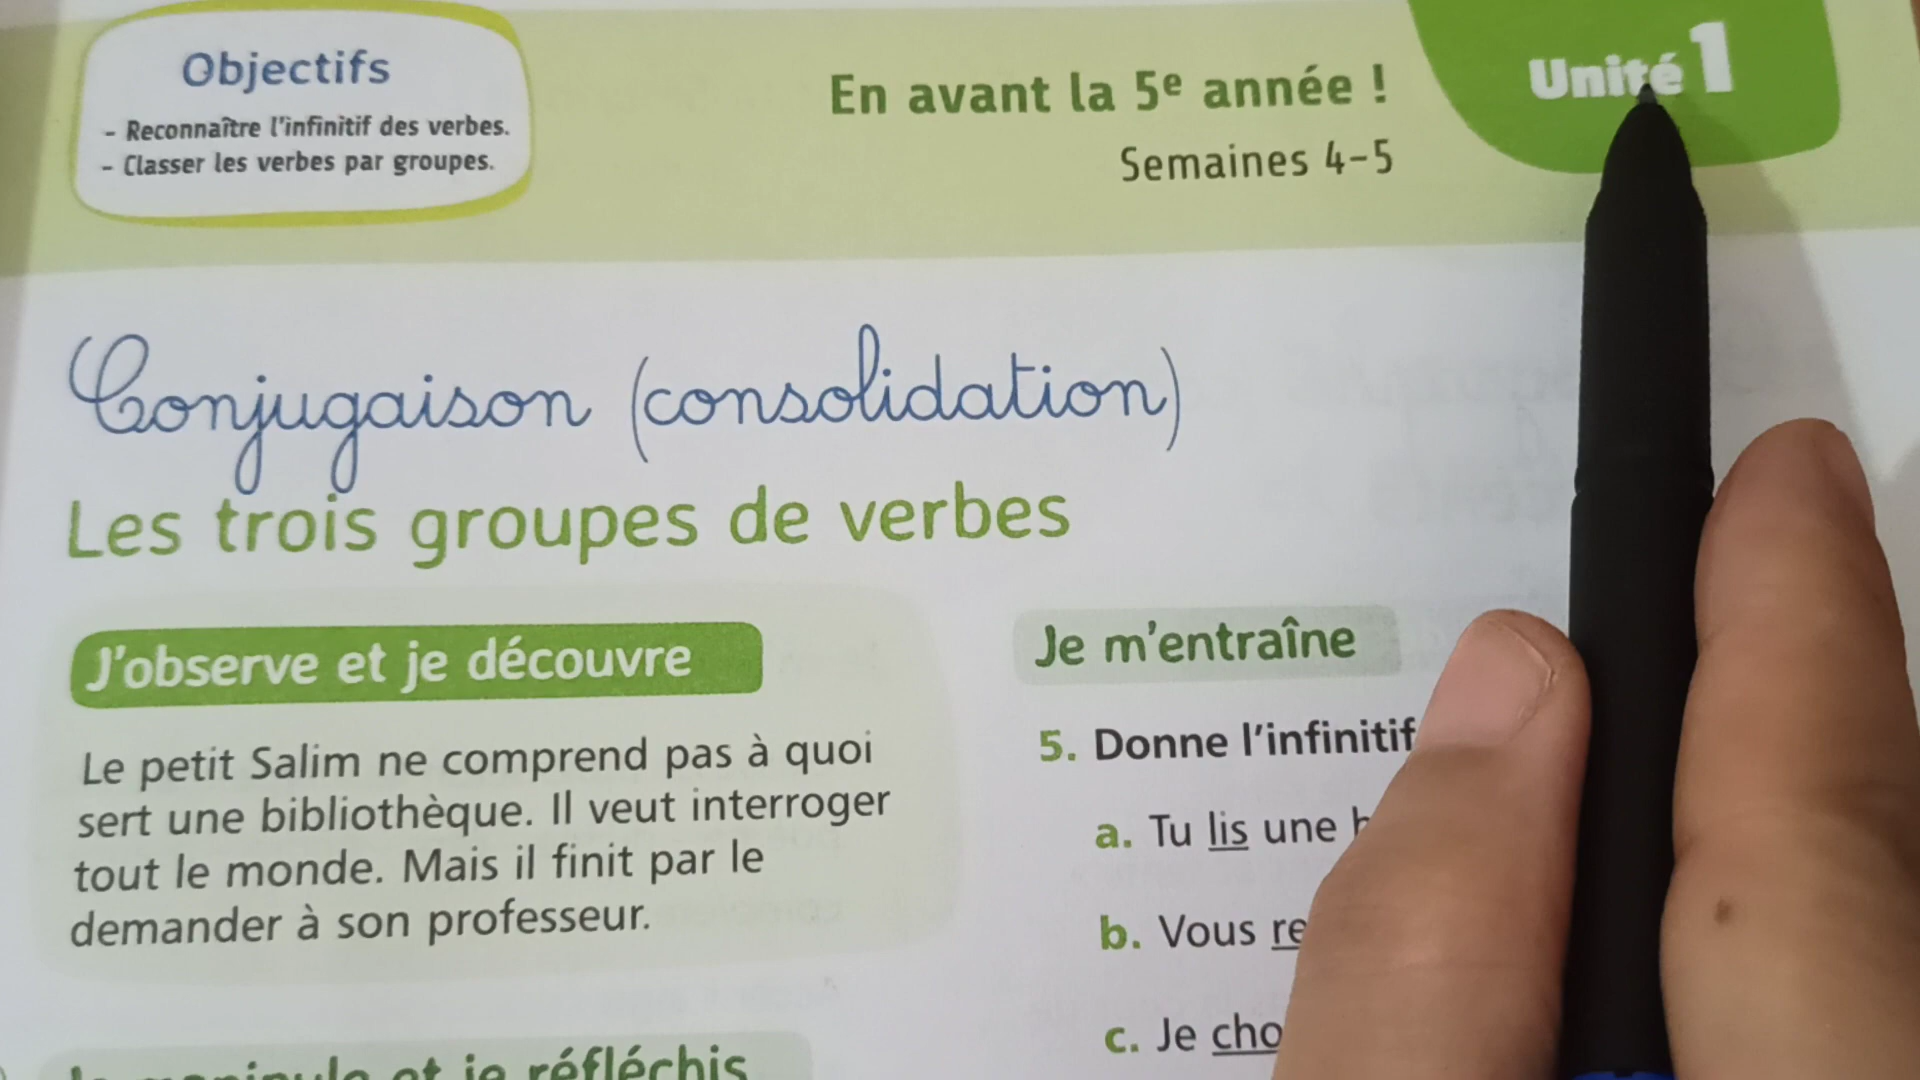 Objectifs
- Reconnaître l'infinitif des verbes.
- Classer les verbes par groupes.
En avant la 5e année !
Semaines 4-5
Unité 1
Conjugaison (consolidation)
Les trois groupes de verbes
J'observe et je découvre
Le petit Salim ne comprend pas à quoi
sert une bibliothèque. Il veut interroger
tout le monde. Mais il finit par le
demander à son professeur.
et je réfléchis
Je m'entraîne
5. Donne l'infinitif
a. Tu lis une
b. Vous
c. Je